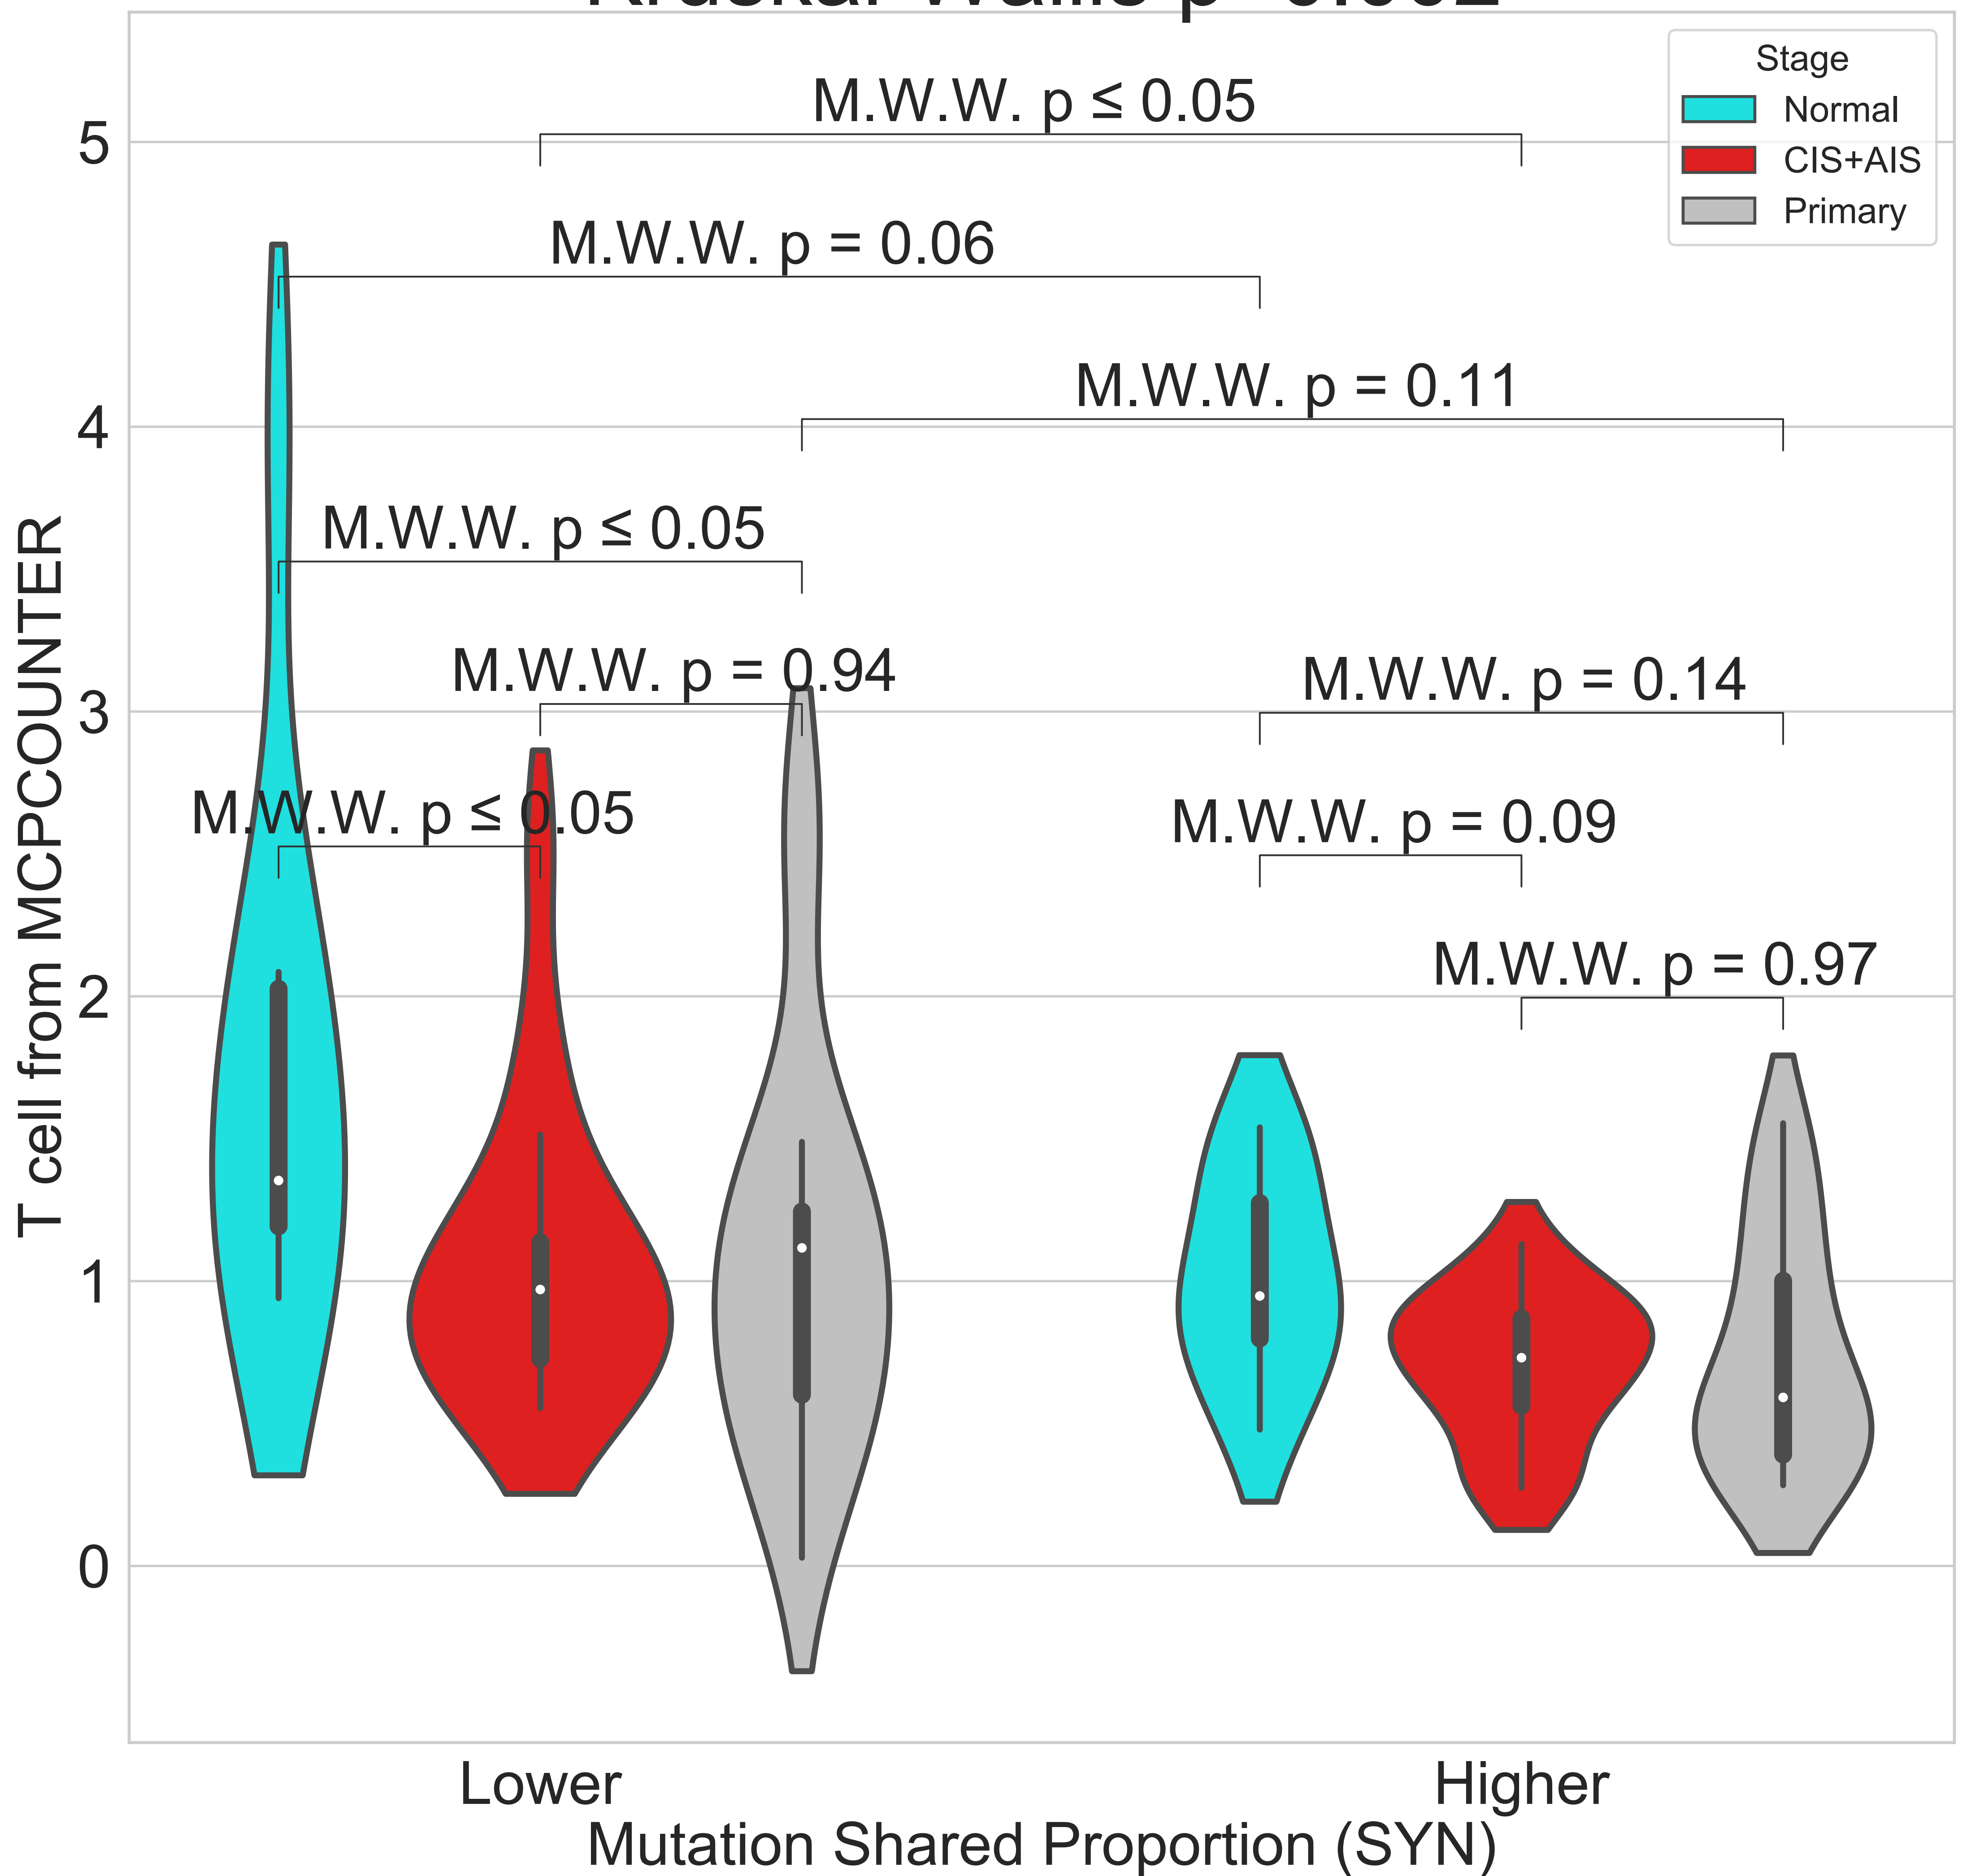 Stage
Normal
CIS+AIS
Primary
M.W.W. p ≤ 0.05
M.W.W. p = 0.06
M.W.W. p = 0.11
M.W.W. p ≤ 0.05
M.W.W. p = 0.94
M.W.W. p = 0.14
M.W.W. p ≤ 0.05
M.W.W. p = 0.09
M.W.W. p = 0.97
5
4
3
2
1
0
T cell from MCPCOUNTER
Lower
Higher
Mutation Shared Proportion (SYN)